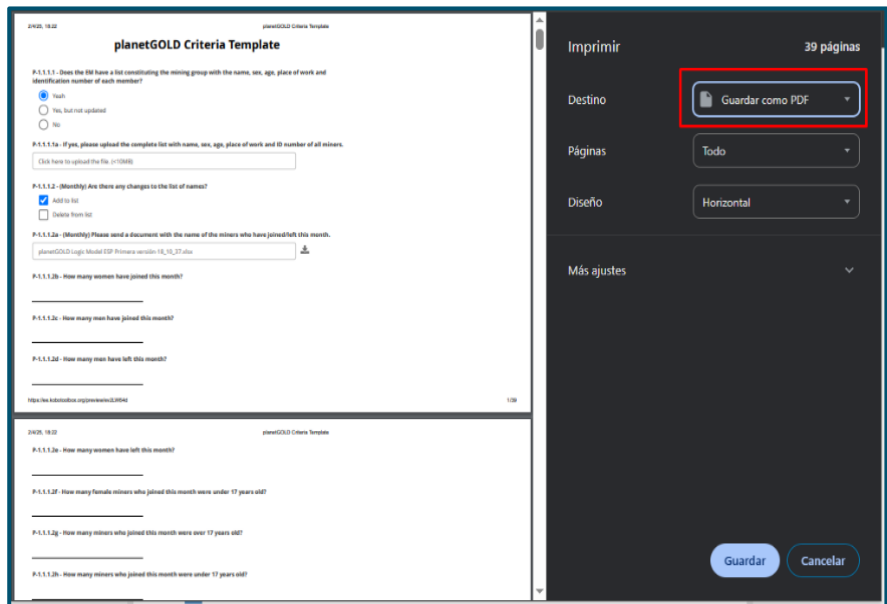 2/4/25, 18:22 planetGOLD Criteria Template
planetGOLD Criteria Template
P-1.1.1.1 - Does the EM have a list constituting the mining group with the name, sex, age, place of work and
identification number of each member?
Yeah
Yes, but not updated
No
P-1.1.1.1a - If yes, please upload the complete list with name, sex, age, place of work and ID number of all miners.
Click here to upload the file. (<10MB)
P-1.1.1.2 - (Monthly) Are there any changes to the list of names?
Add to list
Delete from list
P-1.1.1.2a - (Monthly) Please send a document with the name of the miners who have joined/left this month.
planetGOLD Logic Model ESP Primera versión-18_10_37.xlsx
P-1.1.1.2b - How many women have joined this month?
P-1.1.1.2c - How many men have joined this month?
P-1.1.1.2d - How many men have left this month?
1/39
2/4/25, 18:22 planetGOLD Criteria Template
P-1.1.1.2e - How many women have left this month?
P-1.1.1.2f - How many female miners who joined this month were under 17 years old?
P-1.1.1.2g - How many miners who joined this month were over 17 years old?
P-1.1.1.2h - How many miners who joined this month were under 17 years old?
Imprimir 39 páginas
Destino Guardar como PDF
Páginas Todo
Diseño Horizontal
Más ajustes
Guardar Cancelar